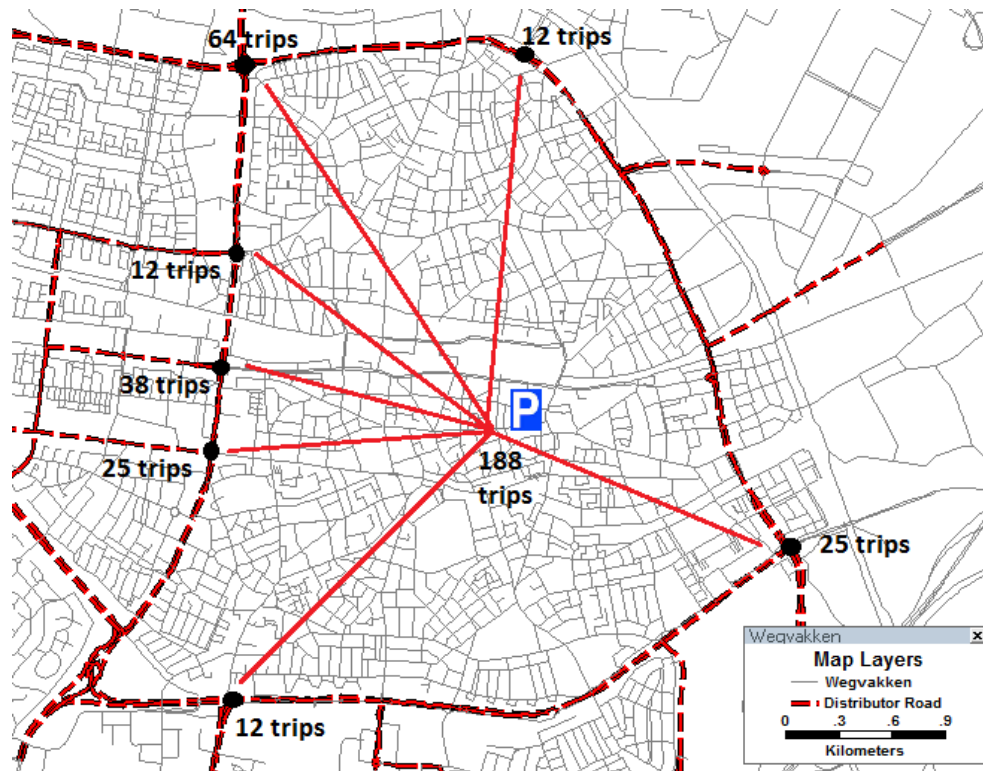 64 trips
12 trips
12 trips
38 trips
P
25 trips
188
trips
25 trips
12 trips
Wegvakken
Map Layers
Wegvakken
Distributor Road
0 .3 .6 .9
Kilometers